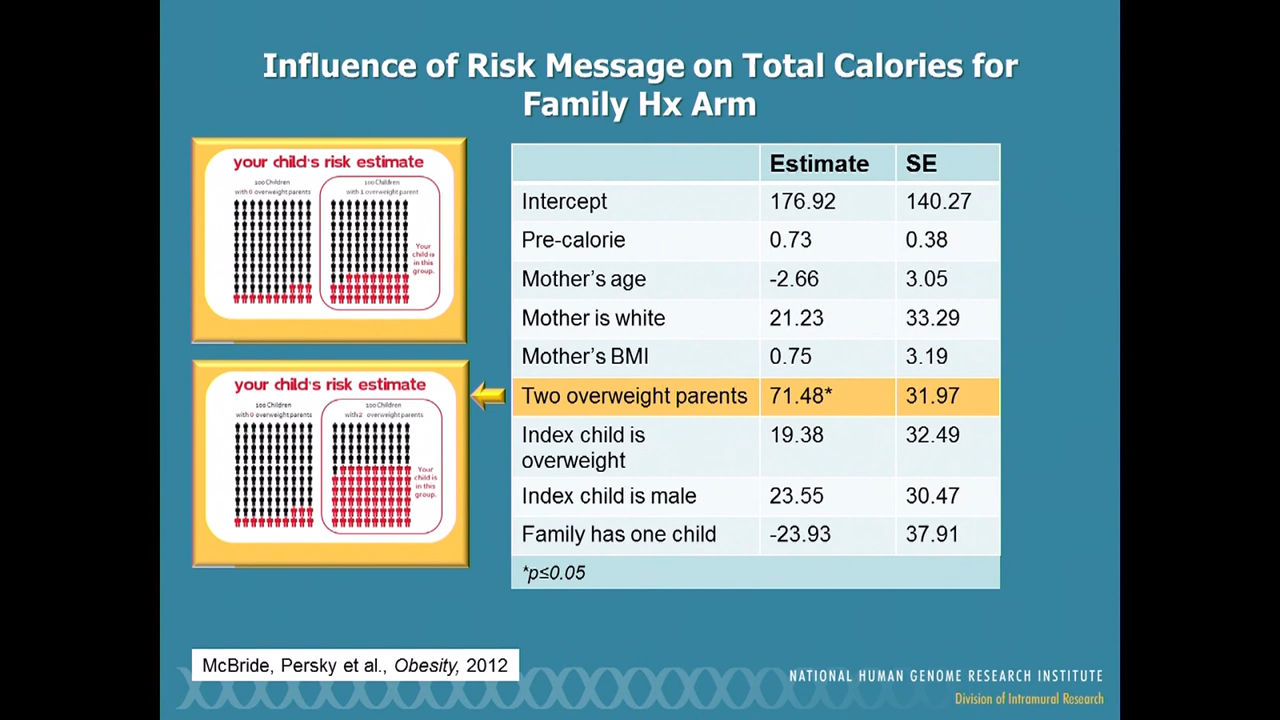 Influence of Risk Message on Total Calories for
Family Hx Arm
your child's risk estimate
100 Children
with 0 overweight parents
100 Children
with 1 overweight parent
Your
child is
in this
group.
your child's risk estimate
100 Children
with 0 overweight parents
100 Children
with 2 overweight parents
Your
child is
in this
group.
Estimate SE
Intercept 176.92 140.27
Pre-calorie 0.73 0.38
Mother's age -2.66 3.05
Mother is white 21.23 33.29
Mother's BMI 0.75 3.19
Two overweight parents 71.48* 31.97
Index child is 19.38 32.49
overweight
Index child is male 23.55 30.47
Family has one child -23.93 37.91
*p≤0.05
McBride, Persky et al., Obesity, 2012
NATIONAL HUMAN GENOME RESEARCH INSTITUTE
Division of Intramural Research